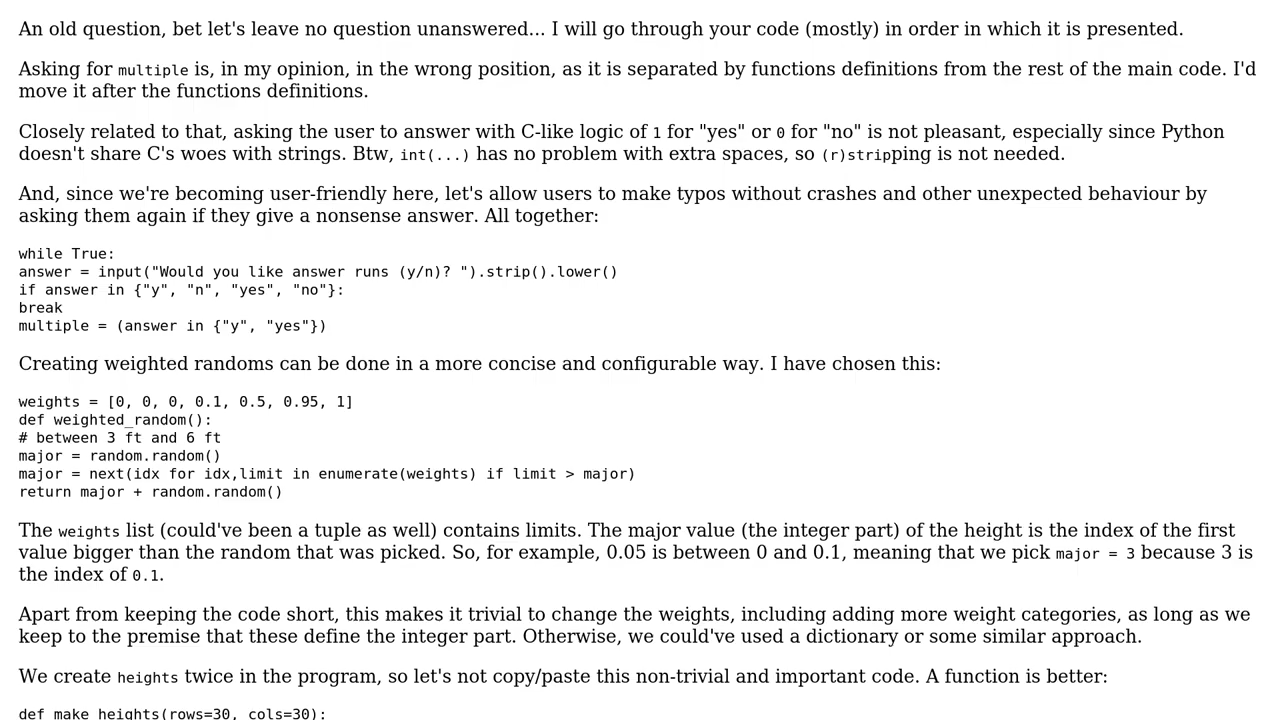 An old question, bet let's leave no question unanswered... I will go through your code (mostly) in order in which it is presented.
Asking for multiple is, in my opinion, in the wrong position, as it is separated by functions definitions from the rest of the main code. I'd
move it after the functions definitions.
Closely related to that, asking the user to answer with C-like logic of 1 for "yes" or 0 for "no" is not pleasant, especially since Python
doesn't share C's woes with strings. Btw, int(...) has no problem with extra spaces, so (r)stripping is not needed.
And, since we're becoming user-friendly here, let's allow users to make typos without crashes and other unexpected behaviour by
asking them again if they give a nonsense answer. All together:
while True:
answer = input("Would you like answer runs (y/n)? ").strip().lower()
if answer in {"y", "n", "yes", "no"}:
break
multiple = (answer in {"y", "yes"})
Creating weighted randoms can be done in a more concise and configurable way. I have chosen this:
weights = [0, 0, 0, 0.1, 0.5, 0.95, 1]
def weighted_random():
# between 3 ft and 6 ft
major = random.random()
major = next(idx for idx,limit in enumerate(weights) if limit > major)
return major + random.random()
The weights list (could've been a tuple as well) contains limits. The major value (the integer part) of the height is the index of the first
value bigger than the random that was picked. So, for example, 0.05 is between 0 and 0.1, meaning that we pick major = 3 because 3 is
the index of 0.1.
Apart from keeping the code short, this makes it trivial to change the weights, including adding more weight categories, as long as we
keep to the premise that these define the integer part. Otherwise, we could've used a dictionary or some similar approach.
We create heights twice in the program, so let's not copy/paste this non-trivial and important code. A function is better:
def make_heights(rows=30, cols=30):